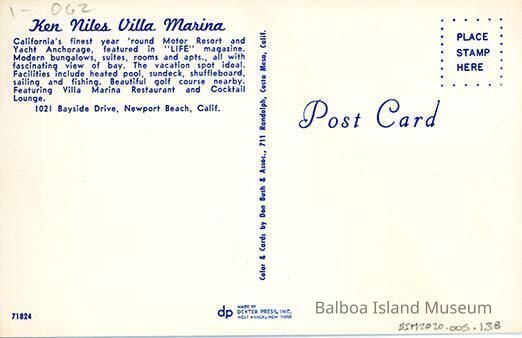 1- 062
Ken Niles Villa Marina
California's finest year 'round Motor Resort and
Yacht Anchorage, featured in "LIFE" magazine.
Modern bungalows, suites, rooms and apts., all with
fascinating view of bay. The vacation spot ideal.
Facilities include heated pool, sundeck, shuffleboard,
sailing and fishing. Beautiful golf course nearby.
Featuring Villa Marina Restaurant and Cocktail
Lounge.
1021 Bayside Drive, Newport Beach, Calif.
71824
Color & Cards by Don Bush & Assoc., 711 Randolph, Costa Mesa, Calif.
PLACE
STAMP
HERE
Post Card
dp
MADE BY
DEXTER PRESS, INC.
WEST NYACK, NEW YORK
Balboa Island Museum
BIM2020.005.138